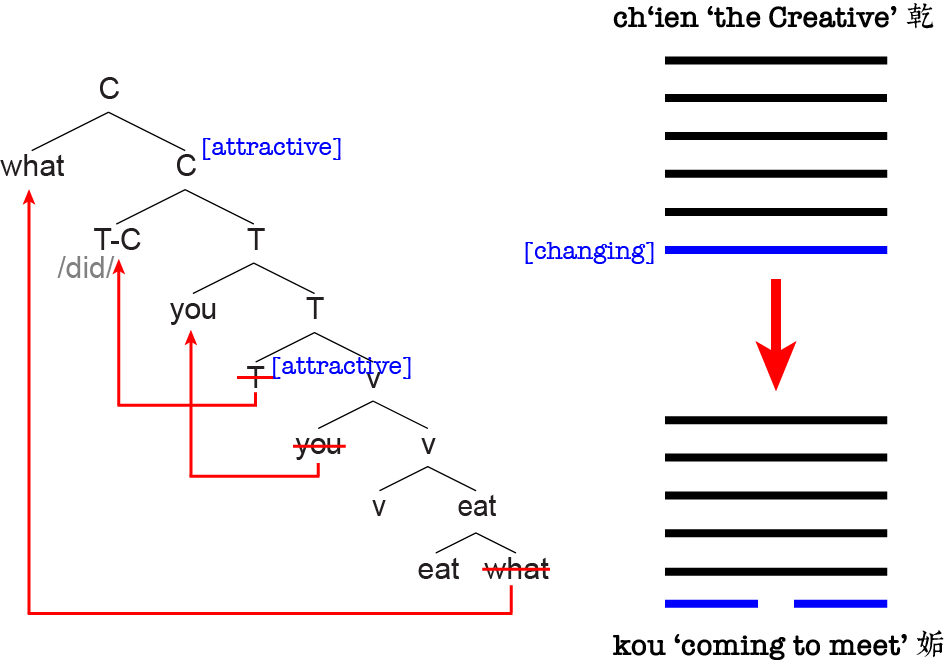 ch‘ien ‘the Creative’ 乾
C
what
C
[attractive]
T-C
/did/
T
you
T
T
[attractive]
v
you
v
v
eat
eat
what
[changing]
kou ‘coming to meet’ 姤